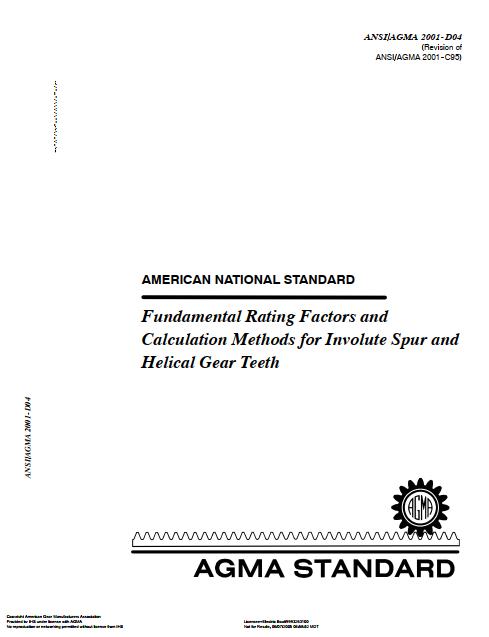 ANSI/AGMA 2001-D04
(Revision of
ANSI/AGMA 2001-C95)
AMERICAN NATIONAL STANDARD
Fundamental Rating Factors and
Calculation Methods for Involute Spur and
Helical Gear Teeth
ANSI/AGMA 2001-D04
AGMA
AGMA STANDARD
Copyright American Gear Manufacturers Association
Provided by IHS under license with AGMA
No reproduction or networking permitted without license from IHS
Not for Resale,